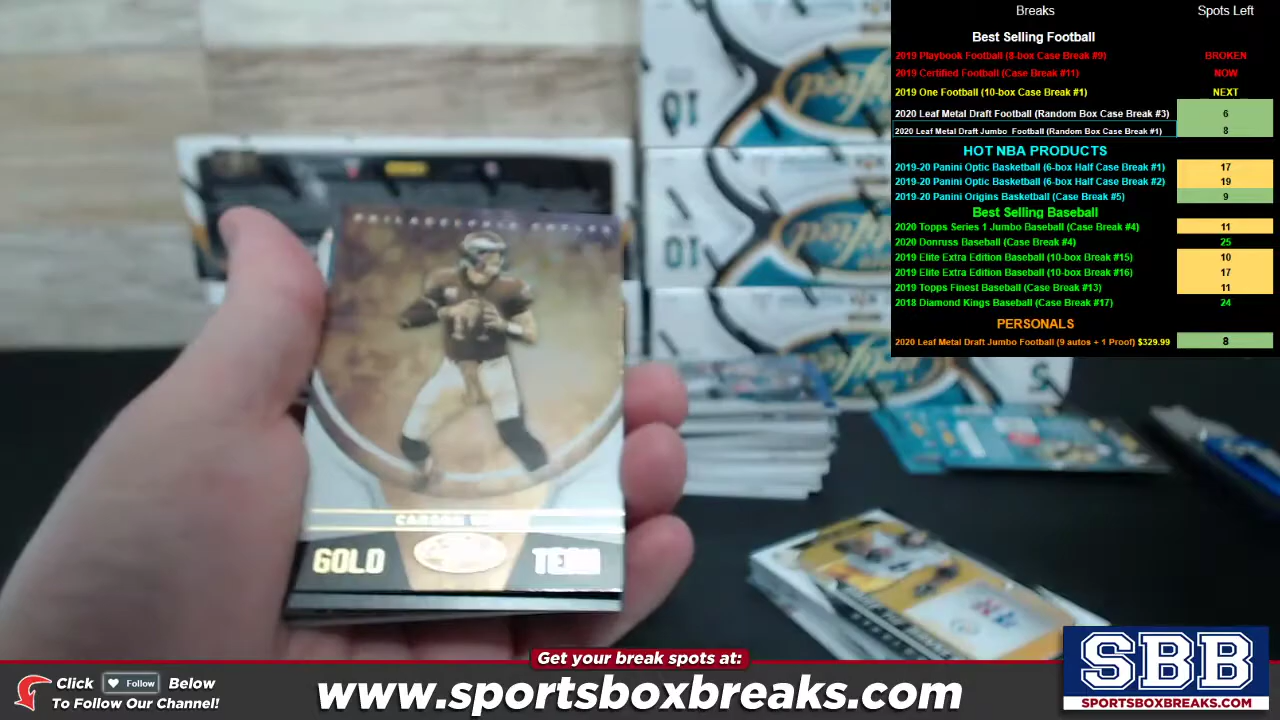 Breaks Spots Left
Best Selling Football
2019 Playbook Football (8-box Case Break #9) BROKEN
2019 Certified Football (Case Break #11) NOW
2019 One Football (10-box Case Break #1) NEXT
2020 Leaf Metal Draft Football (Random Box Case Break #3) 6
2020 Leaf Metal Draft Jumbo Football (Random Box Case Break #1) 8
HOT NBA PRODUCTS
2019-20 Panini Optic Basketball (6-box Half Case Break #1) 17
2019-20 Panini Optic Basketball (6-box Half Case Break #2) 19
2019-20 Panini Origins Basketball (Case Break #5) 9
Best Selling Baseball
2020 Topps Series 1 Jumbo Baseball (Case Break #4) 11
2020 Donruss Baseball (Case Break #4) 25
2019 Elite Extra Edition Baseball (10-box Break #15) 10
2019 Elite Extra Edition Baseball (10-box Break #16) 17
2019 Topps Finest Baseball (Case Break #13) 11
2018 Diamond Kings Baseball (Case Break #17) 24
PERSONALS
2020 Leaf Metal Draft Jumbo Football (9 autos + 1 Proof) $329.99 8
PHILADELPHIA EAGLES
CARSON
GOLD TEAM
Get your break spots at:
www.sportsboxbreaks.com
Click Follow Below
To Follow Our Channel!
SBB
SPORTSBOXBREAKS.COM